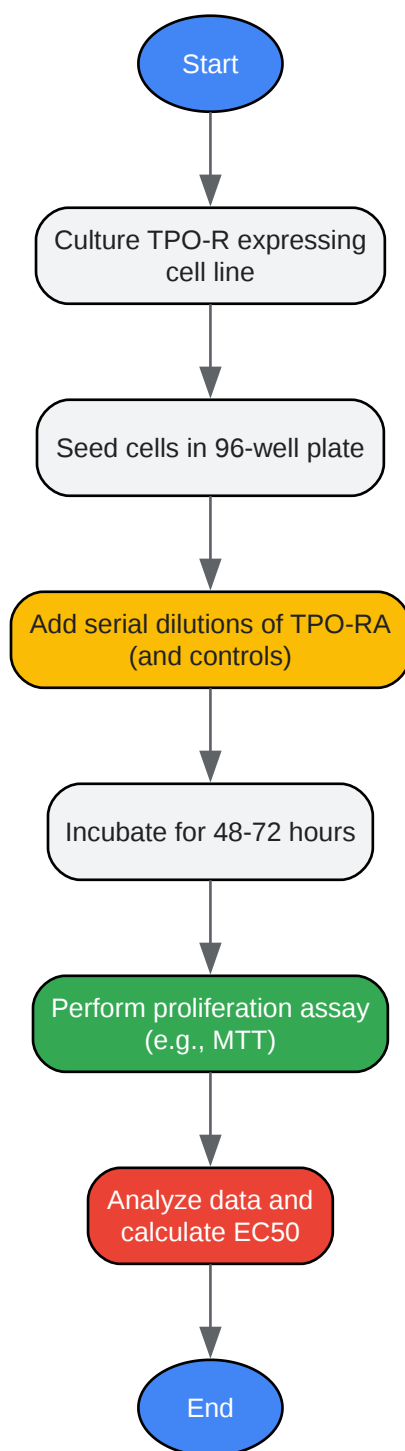 Start
Culture TPO-R expressing
cell line
Seed cells in 96-well plate
Add serial dilutions of TPO-RA
(and controls)
Incubate for 48-72 hours
Perform proliferation assay
(e.g., MTT)
Analyze data and
calculate EC50
End